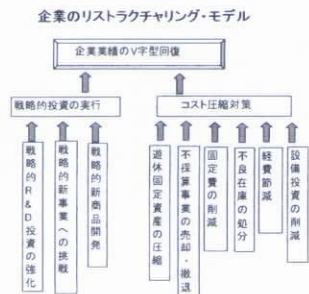 企業のリストラクチャリング・モデル
企業業績のV字型回復
戦略的投資の実行
コスト圧縮対策
戦略的R&D投資の強化
戦略的新事業への挑戦
戦略的新商品開発
遊休固定資産の圧縮
不採算事業の売却・撤退
固定費の削減
不良在庫の処分
経費節減
設備投資の削減